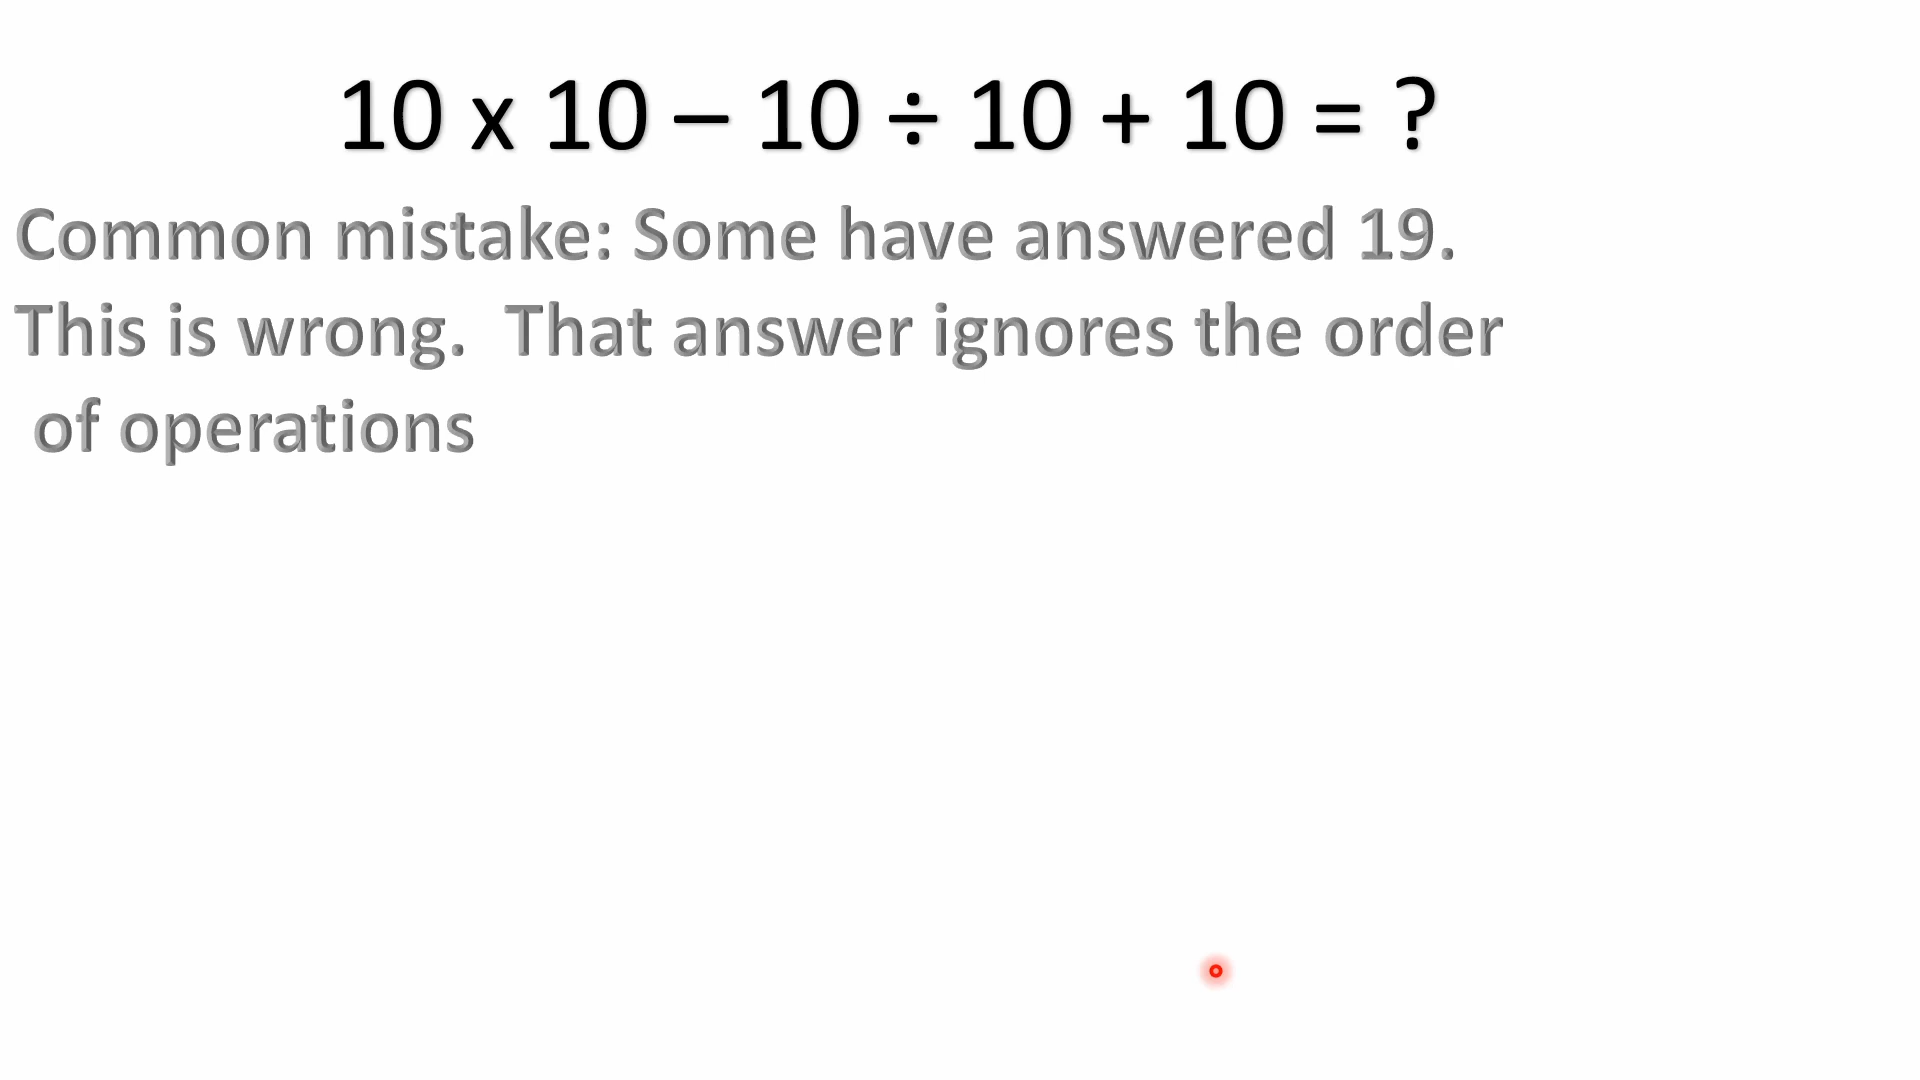 10 x 10 – 10 ÷ 10 + 10 = ?
Common mistake: Some have answered 19.
This is wrong.  That answer ignores the order
of operations